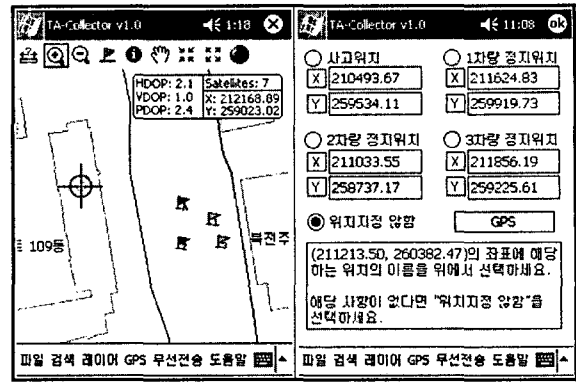 TA-Collector v1.0
1:18
HDOP: 2.1
VDOP: 1.0
PDOP: 2.4
Satellites: 7
X: 212168.89
Y: 259023.02
109동
북전주
파일 검색 레이어 GPS 무선전송 도움말
TA-Collector v1.0
11:08
ok
사고위치
X 210493.67
Y 259534.11
1차량 정지위치
X 211624.83
Y 259919.73
2차량 정지위치
X 211033.55
Y 258737.17
3차량 정지위치
X 211856.19
Y 259225.61
위치지정 않함
GPS
(211213.50, 260382.47)의 좌표에 해당
하는 위치의 이름을 위에서 선택하세요.
해당 사항이 없다면 "위치지정 않함"을
선택하세요.
파일 검색 레이어 GPS 무선전송 도움말